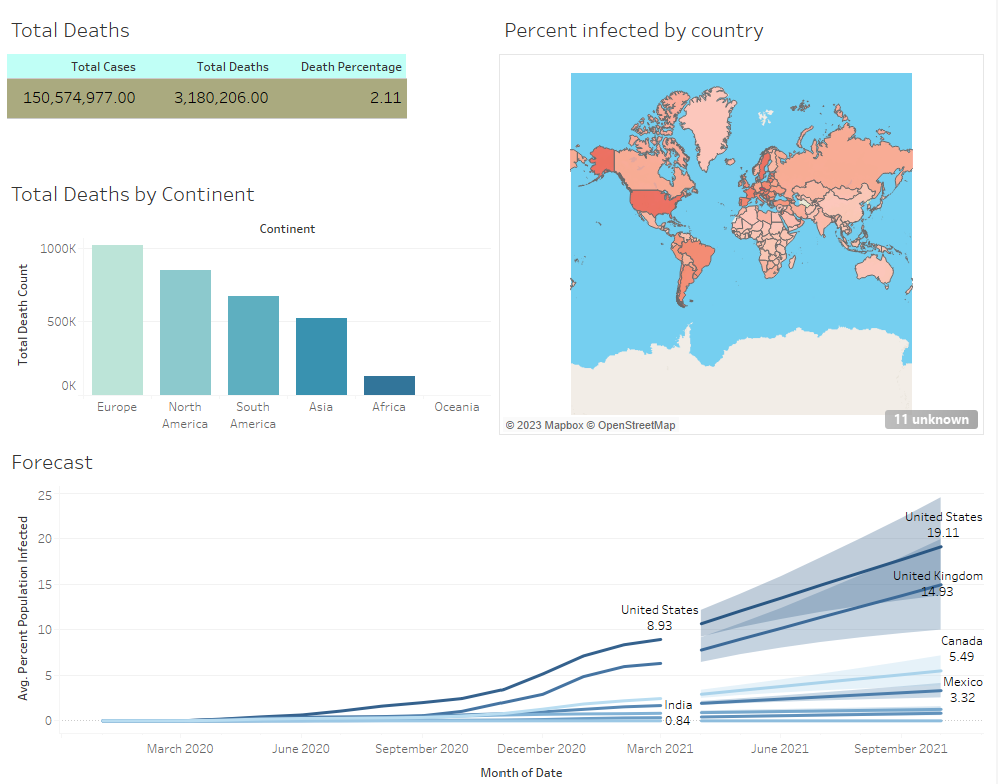 Total Deaths
Total Cases Total Deaths Death Percentage
150,574,977.00 3,180,206.00 2.11
Percent infected by country
© 2023 Mapbox © OpenStreetMap
11 unknown
Total Deaths by Continent
Continent
Total Death Count
1000K
500K
0K
Europe North America South America Asia Africa Oceania
Forecast
Avg. Percent Population Infected
25
20
15
10
5
0
United States
8.93
India
0.84
United States
19.11
United Kingdom
14.93
Canada
5.49
Mexico
3.32
March 2020 June 2020 September 2020 December 2020 March 2021 June 2021 September 2021
Month of Date